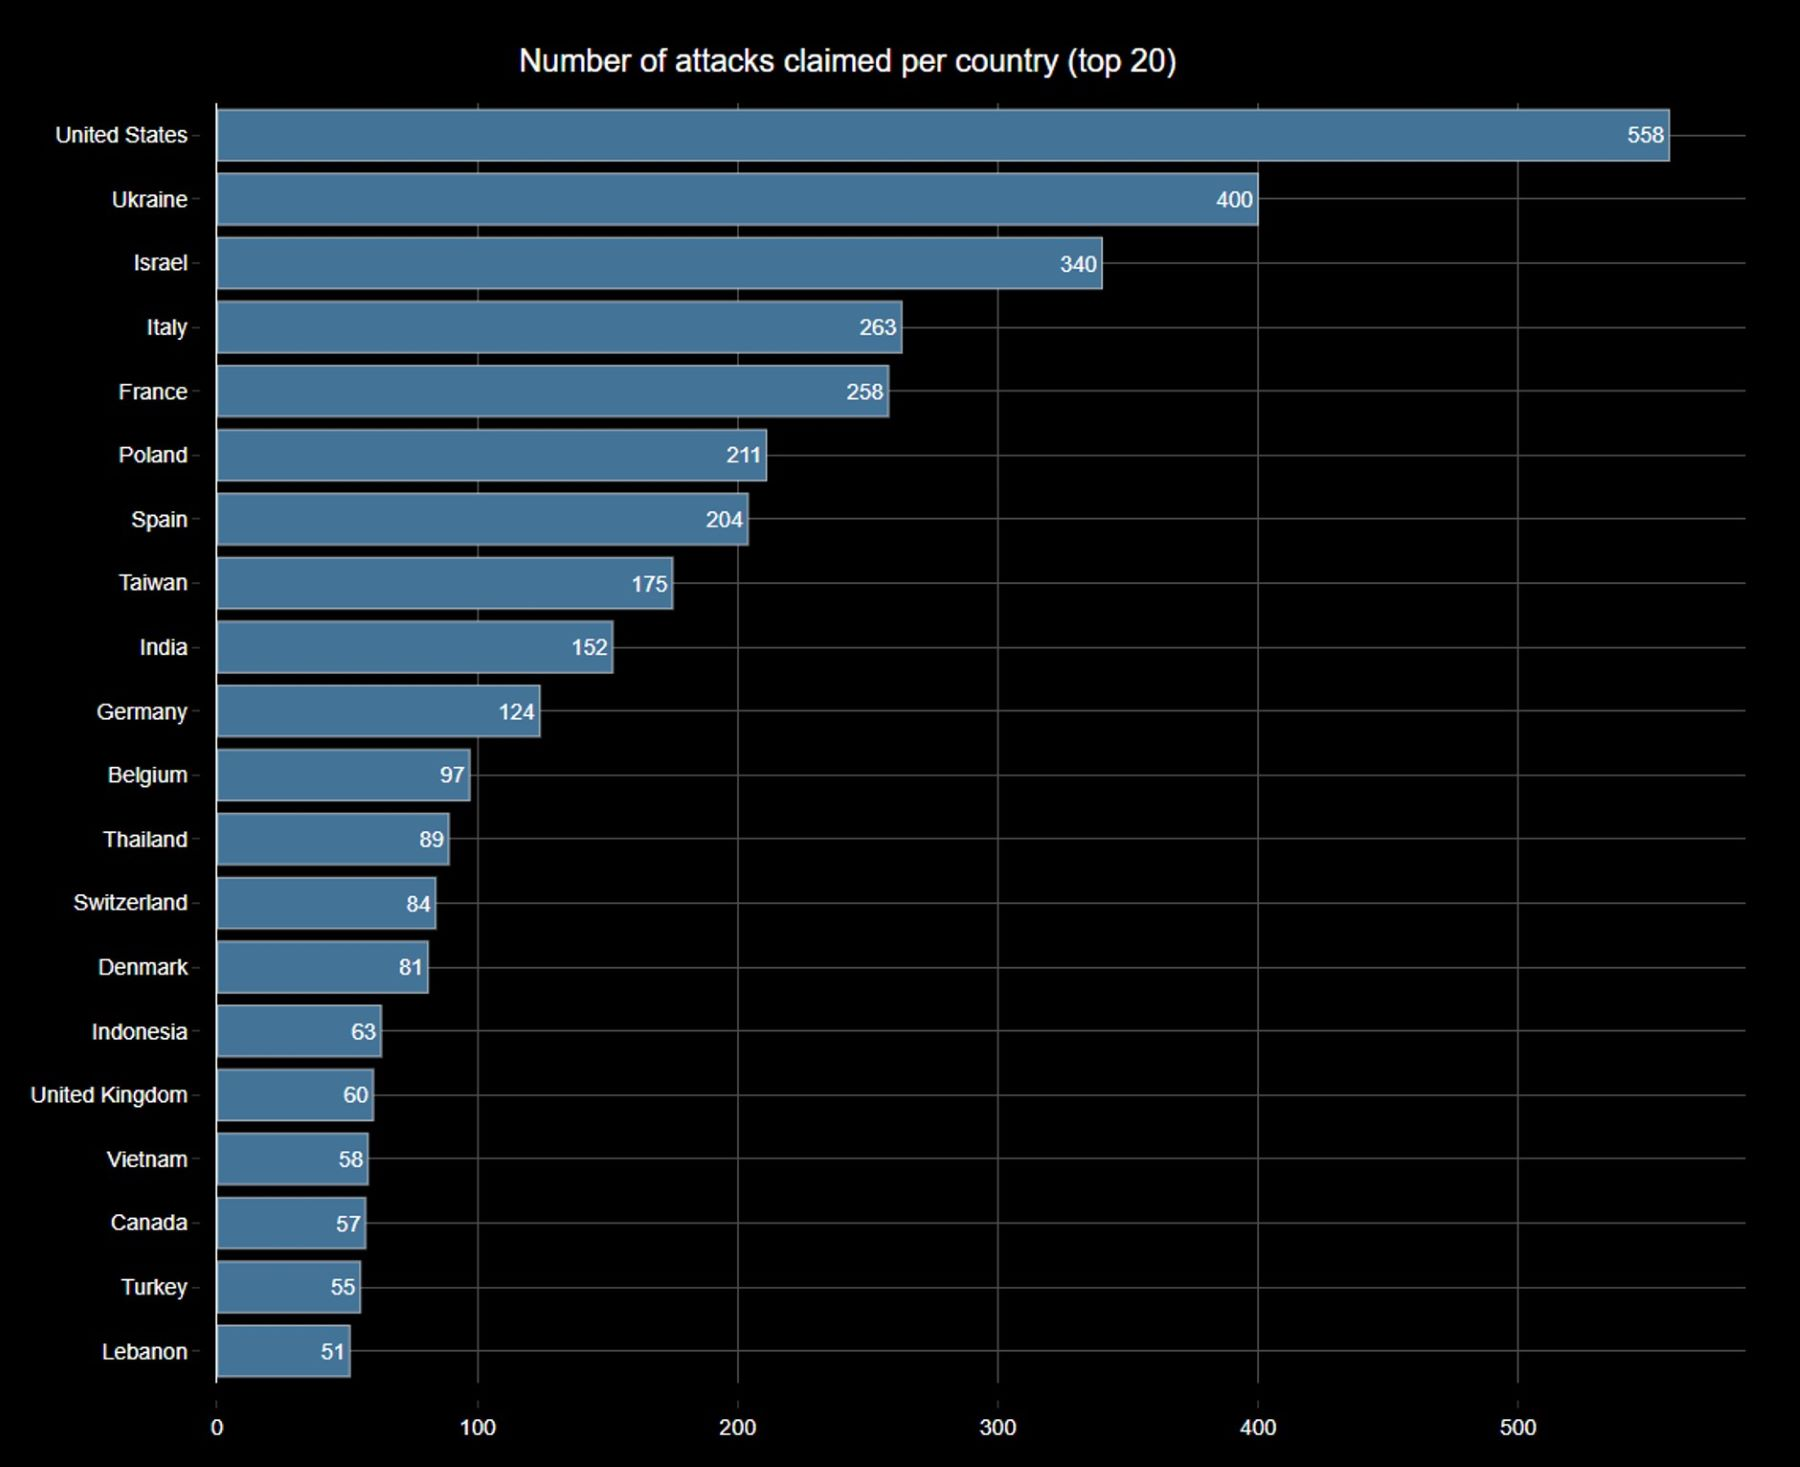 Number of attacks claimed per country (top 20)
United States 558
Ukraine 400
Israel 340
Italy 263
France 258
Poland 211
Spain 204
Taiwan 175
India 152
Germany 124
Belgium 97
Thailand 89
Switzerland 84
Denmark 81
Indonesia 63
United Kingdom 60
Vietnam 58
Canada 57
Turkey 55
Lebanon 51
0 100 200 300 400 500